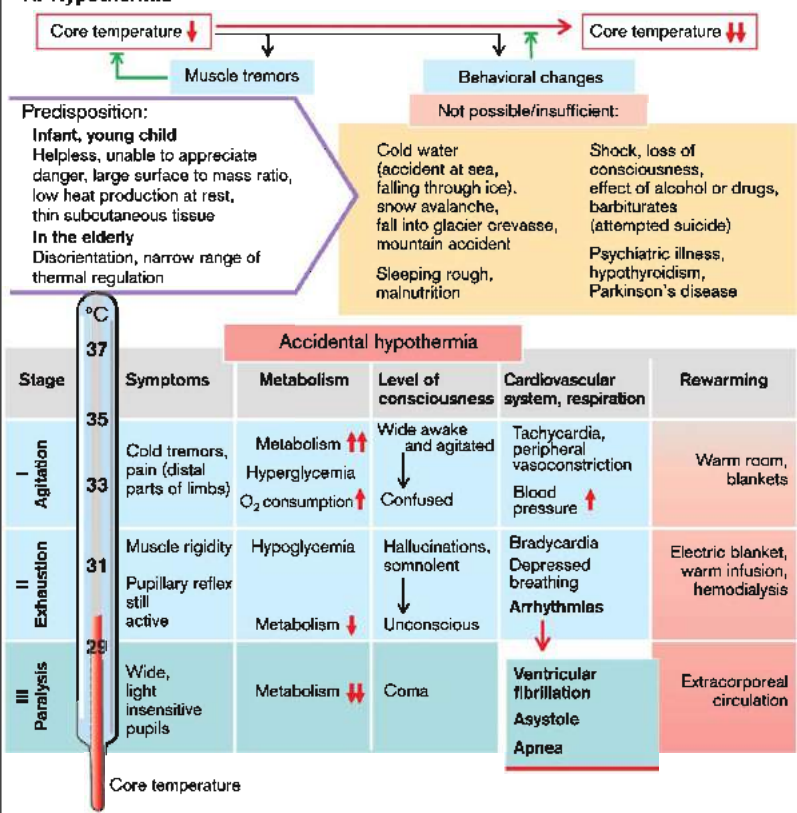 Core temperature
Core temperature
Muscle tremors
Behavioral changes
Predisposition:
Infant, young child
Helpless, unable to appreciate
danger, large surface to mass ratio,
low heat production at rest,
thin subcutaneous tissue
In the elderly
Disorientation, narrow range of
thermal regulation
Not possible/insufficient:
Cold water
(accident at sea,
falling through ice),
snow avalanche,
fall into glacier crevasse,
mountain accident
Sleeping rough,
malnutrition
Shock, loss of
consciousness,
effect of alcohol or drugs,
barbiturates
(attempted suicide)
Psychiatric illness,
hypothyroidism,
Parkinson's disease
°C
37
35
33
31
29
Accidental hypothermia
Stage
Symptoms
Metabolism
Level of
consciousness
Cardiovascular
system, respiration
Rewarming
I
Agitation
Cold tremors,
pain (distal
parts of limbs)
Metabolism
Hyperglycemia
O₂ consumption
Wide awake
and agitated
Confused
Tachycardia,
peripheral
vasoconstriction
Blood
pressure
Warm room,
blankets
II
Exhaustion
Muscle rigidity
Pupillary reflex
still
active
Hypoglycemia
Metabolism
Hallucinations,
somnolent
Unconscious
Bradycardia
Depressed
breathing
Arrhythmias
Electric blanket,
warm infusion,
hemodialysis
III
Paralysis
Wide,
light
insensitive
pupils
Metabolism
Coma
Ventricular
fibrillation
Asystole
Apnea
Extracorporeal
circulation
Core temperature